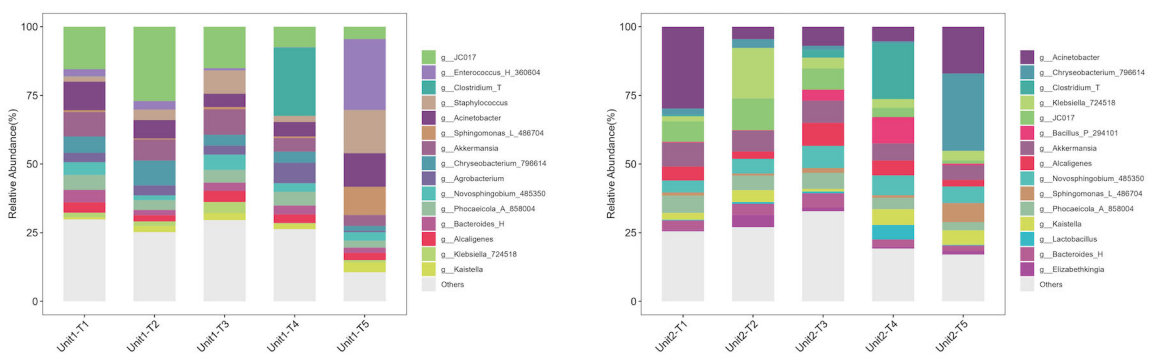 Relative Abundance(%)
100
75
50
25
0
Unit1-T1
Unit1-T2
Unit1-T3
Unit1-T4
Unit1-T5
g__JC017
g__Enterococcus_H_360604
g__Clostridium_T
g__Staphylococcus
g__Acinetobacter
g__Sphingomonas_L_486704
g__Akkermansia
g__Chryseobacterium_796614
g__Agrobacterium
g__Novosphingobium_485350
g__Phocaeicola_A_858004
g__Bacteroides_H
g__Alcaligenes
g__Klebsiella_724518
g__Kaistella
Others
Relative Abundance(%)
100
75
50
25
0
Unit2-T1
Unit2-T2
Unit2-T3
Unit2-T4
Unit2-T5
g__Acinetobacter
g__Chryseobacterium_796614
g__Clostridium_T
g__Klebsiella_724518
g__JC017
g__Bacillus_P_294101
g__Akkermansia
g__Alcaligenes
g__Novosphingobium_485350
g__Sphingomonas_L_486704
g__Phocaeicola_A_858004
g__Kaistella
g__Lactobacillus
g__Bacteroides_H
g__Elizabethkingia
Others